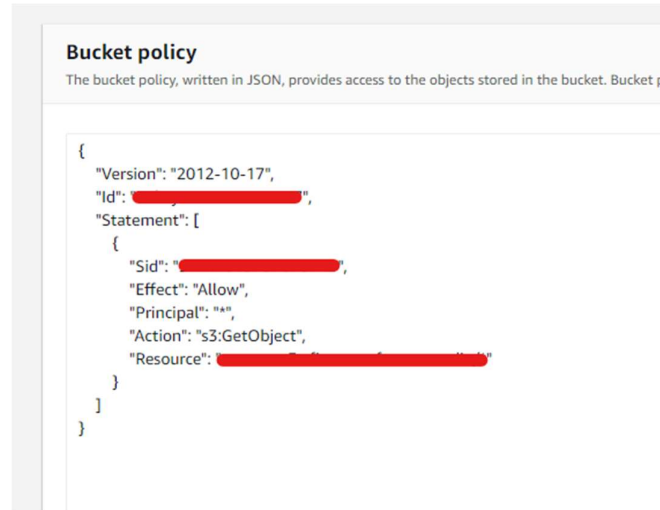 Bucket policy
The bucket policy, written in JSON, provides access to the objects stored in the bucket. Bucket
{
"Version": "2012-10-17",
"Id": "",
"Statement": [
{
"Sid": "",
"Effect": "Allow",
"Principal": "*",
"Action": "s3:GetObject",
"Resource": ""
}
]
}